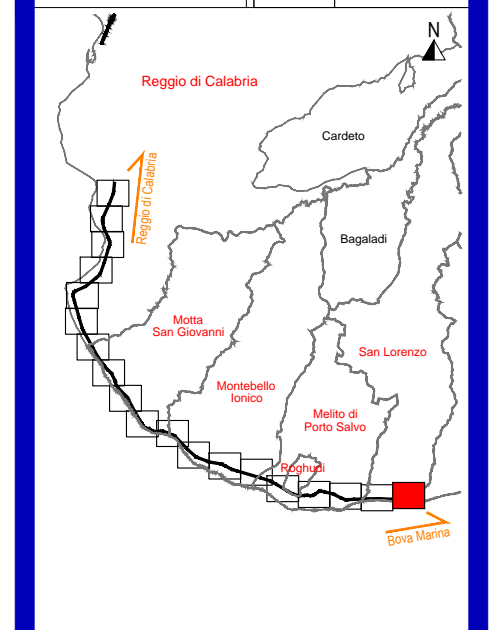 N
Reggio di Calabria
Cardeto
Reggio di Calabria
Bagaladi
Motta
San Giovanni
San Lorenzo
Montebello
Ionico
Melito di
Porto Salvo
Roghudi
Bova Marina